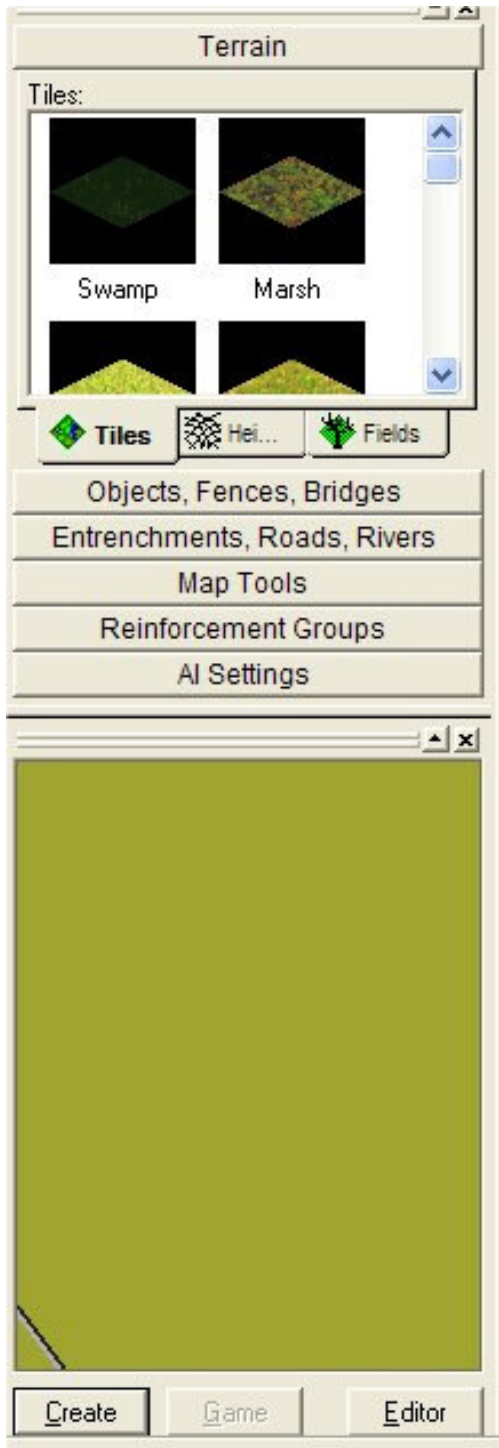 Terrain
Tiles:
Swamp Marsh
Tiles Hei... Fields
Objects, Fences, Bridges
Entrenchments, Roads, Rivers
Map Tools
Reinforcement Groups
AI Settings
Create Game Editor